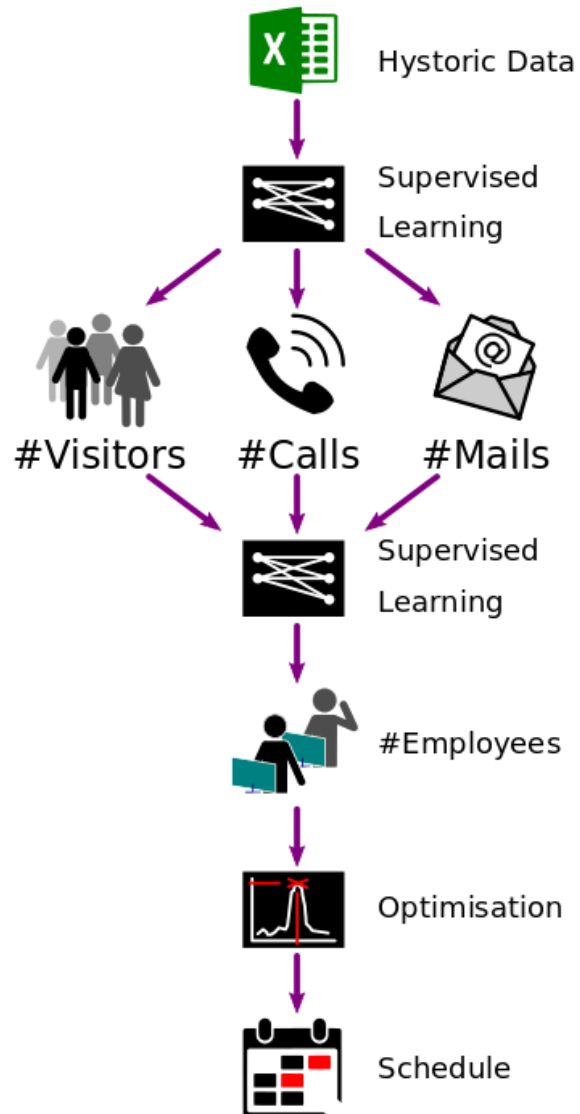 X
Hystoric Data
Supervised
Learning
@
#Visitors
#Calls
#Mails
Supervised
Learning
#Employees
Optimisation
Schedule